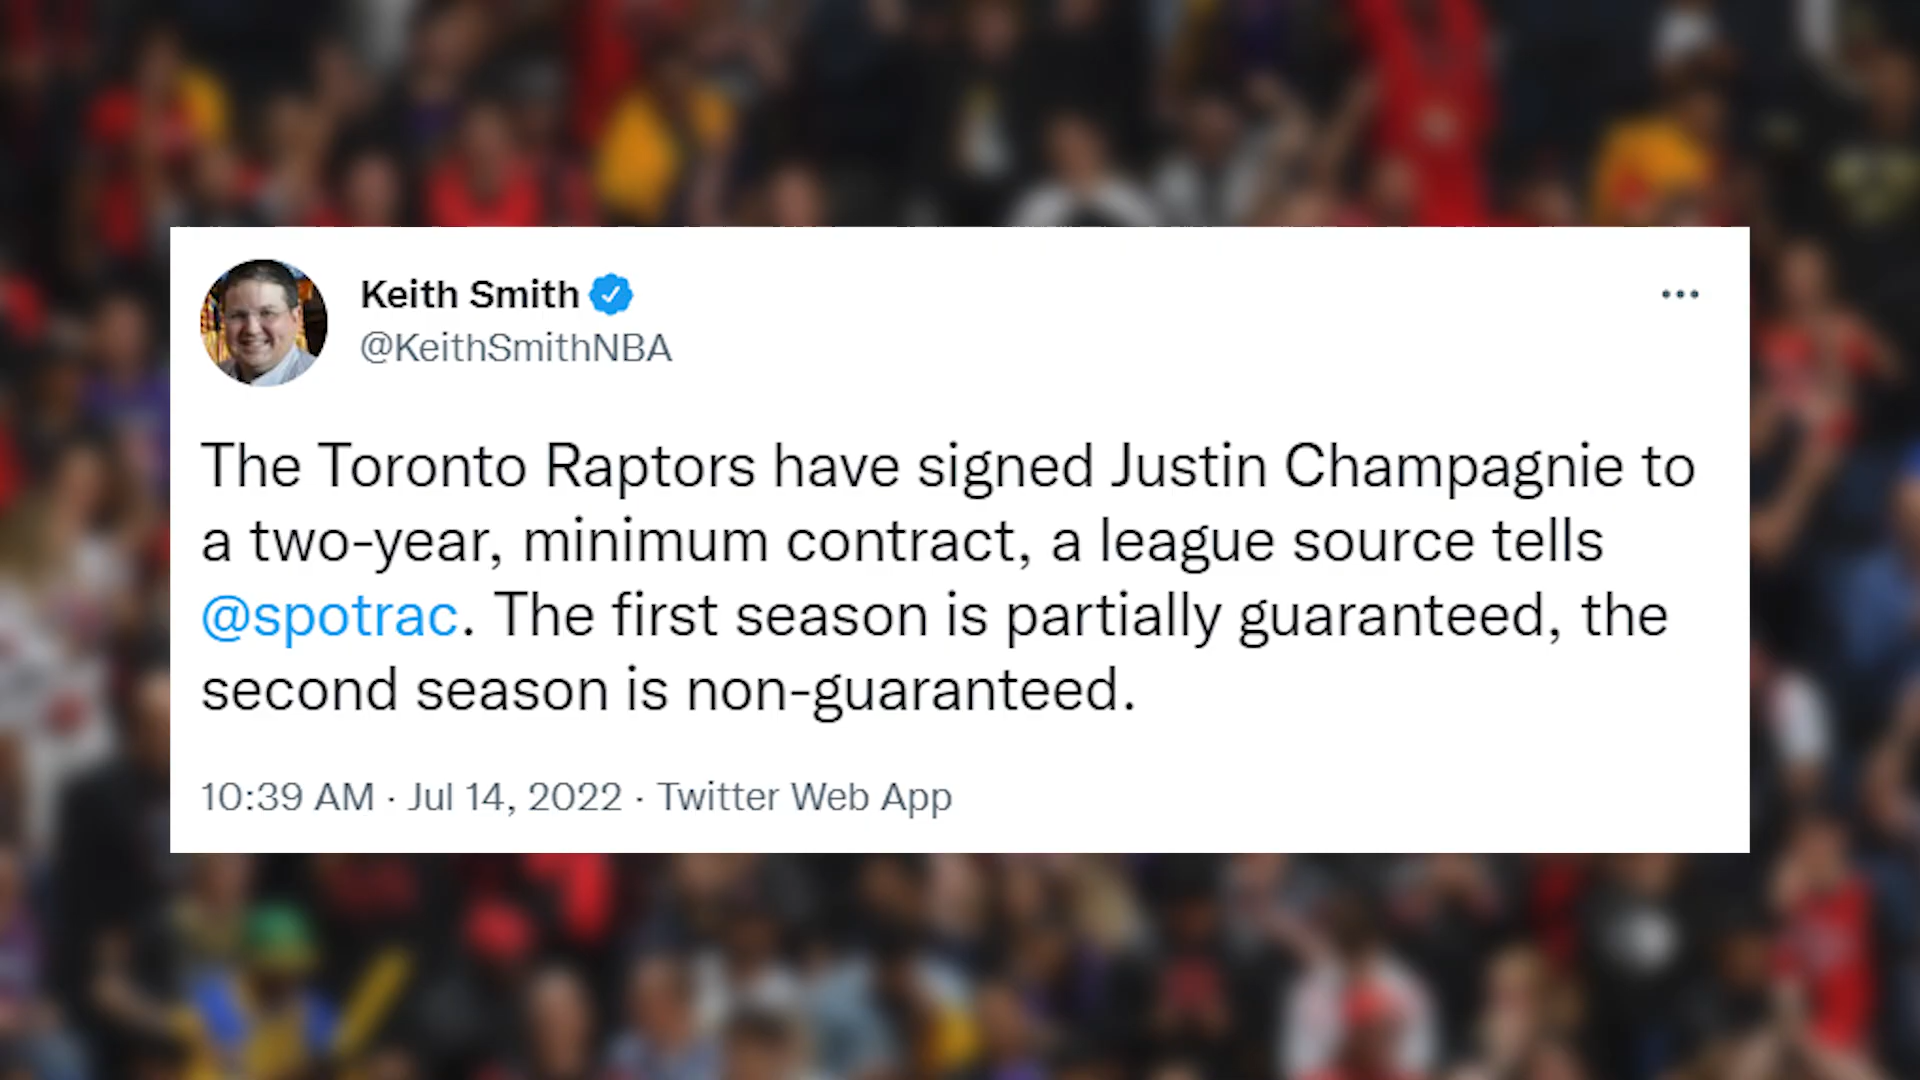 Keith Smith
@KeithSmithNBA
The Toronto Raptors have signed Justin Champagnie to
a two-year, minimum contract, a league source tells
@spotrac. The first season is partially guaranteed, the
second season is non-guaranteed.
10:39 AM · Jul 14, 2022 · Twitter Web App